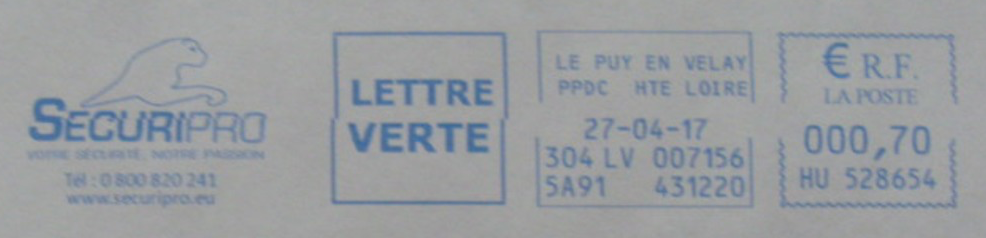 SECURIPRO
VOTRE SÉCURITÉ, NOTRE PASSION
Tél : 0 800 820 241
www.securipro.eu
LETTRE
VERTE
LE PUY EN VELAY
PPDC HTE LOIRE
27-04-17
304 LV 007156
5A91 431220
€ R.F.
LA POSTE
000,70
HU 528654